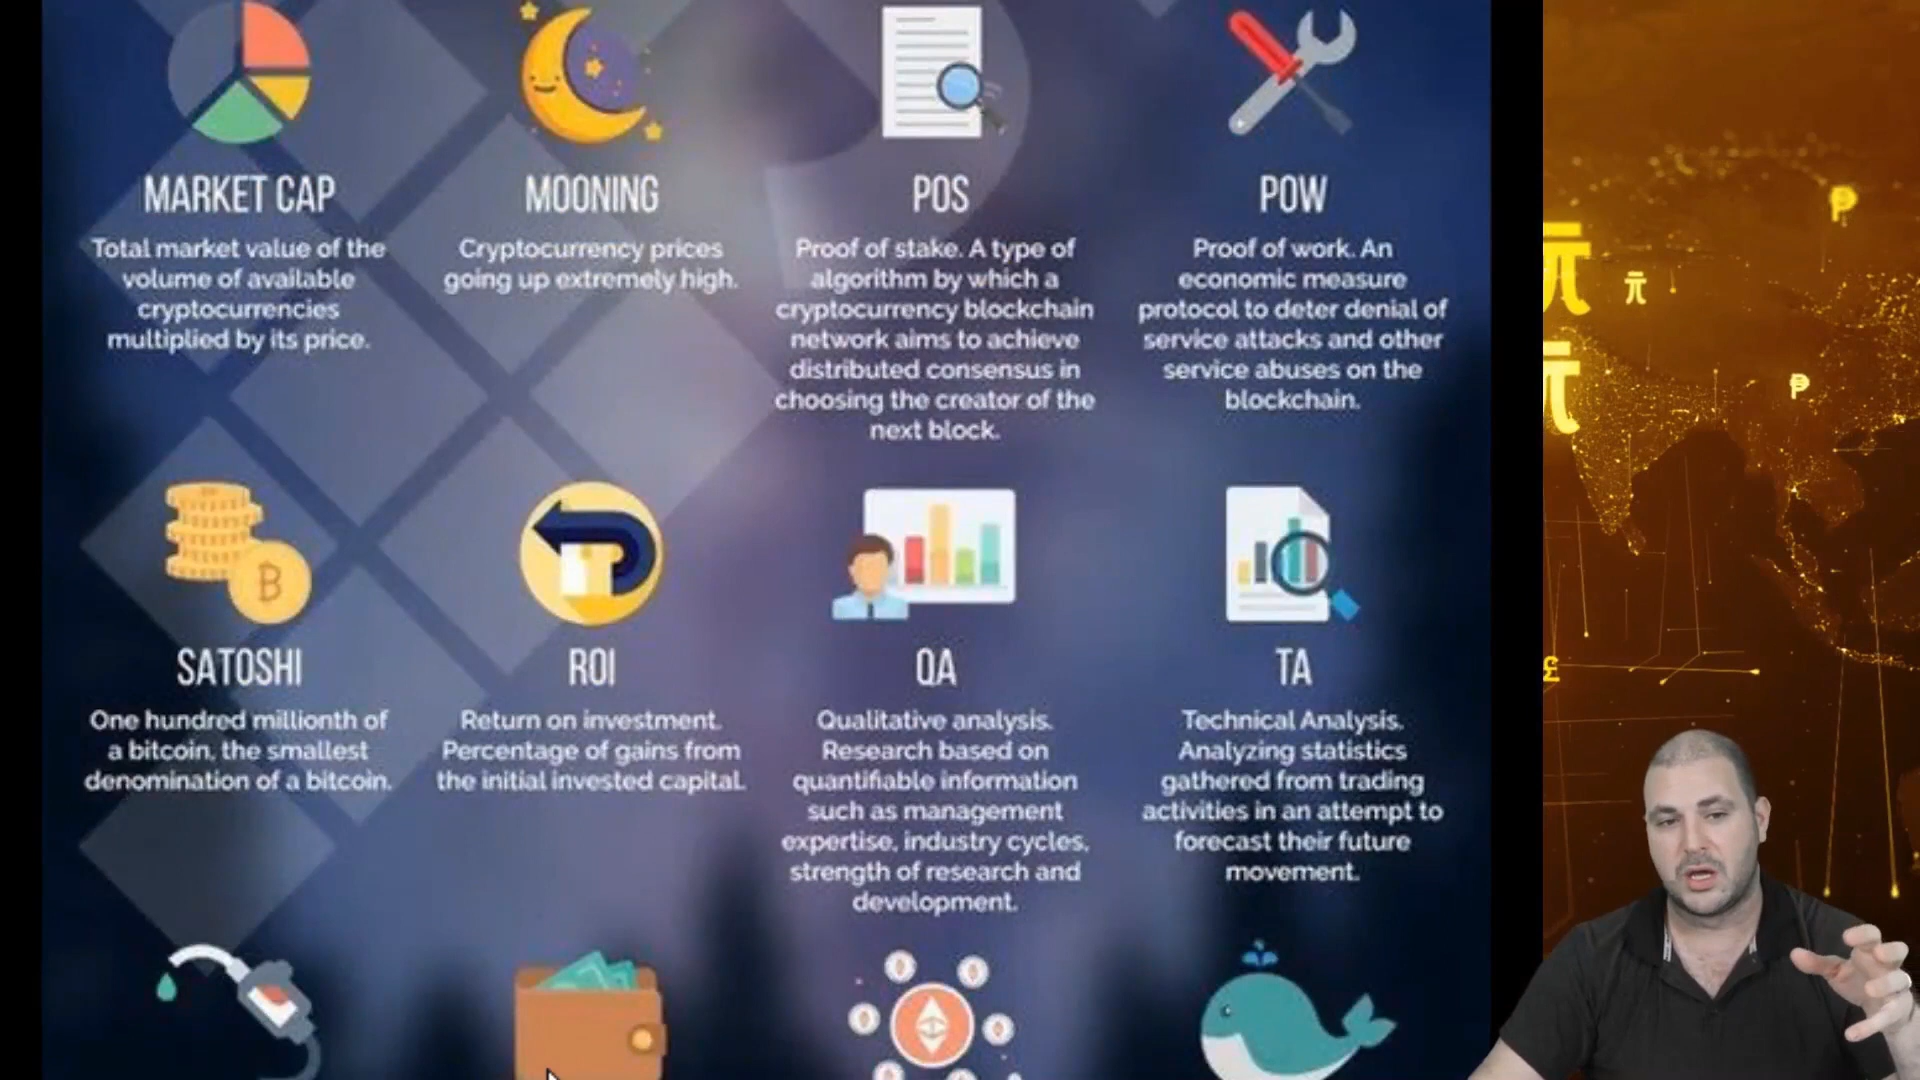 MARKET CAP
Total market value of the
volume of available
cryptocurrencies
multiplied by its price.
MOONING
Cryptocurrency prices
going up extremely high.
POS
Proof of stake. A type of
algorithm by which a
cryptocurrency blockchain
network aims to achieve
distributed consensus in
choosing the creator of the
next block.
POW
Proof of work. An
economic measure
protocol to deter denial of
service attacks and other
service abuses on the
blockchain.
SATOSHI
One hundred millionth of
a bitcoin, the smallest
denomination of a bitcoin.
ROI
Return on investment.
Percentage of gains from
the initial invested capital.
QA
Qualitative analysis.
Research based on
quantifiable information
such as management
expertise, industry cycles,
strength of research and
development.
TA
Technical Analysis.
Analyzing statistics
gathered from trading
activities in an attempt to
forecast their future
movement.